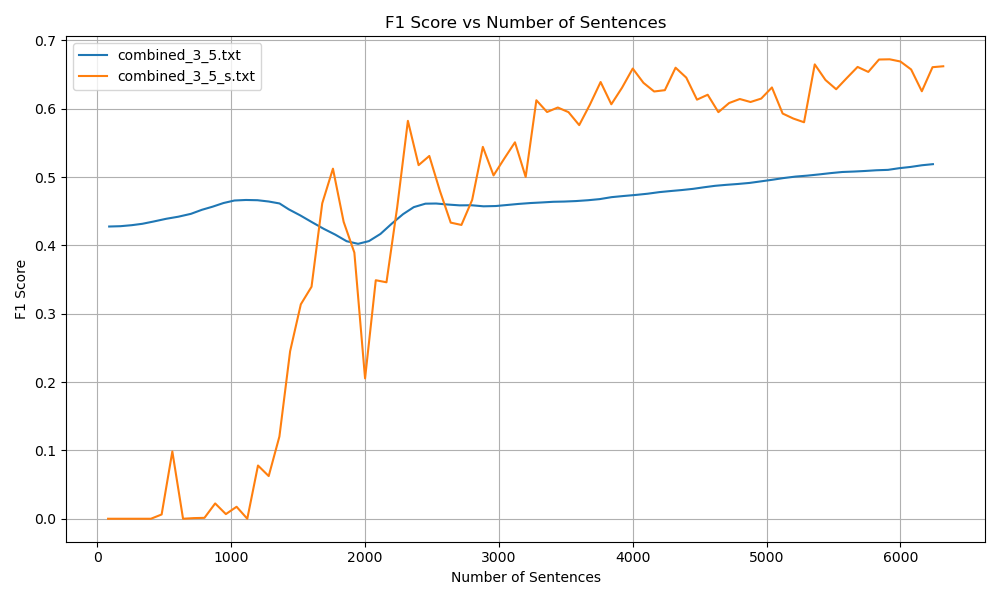 F1 Score vs Number of Sentences
combined_3_5.txt
combined_3_5_s.txt
0.7
0.6
0.5
0.4
0.3
0.2
0.1
0.0
F1 Score
0 1000 2000 3000 4000 5000 6000
Number of Sentences